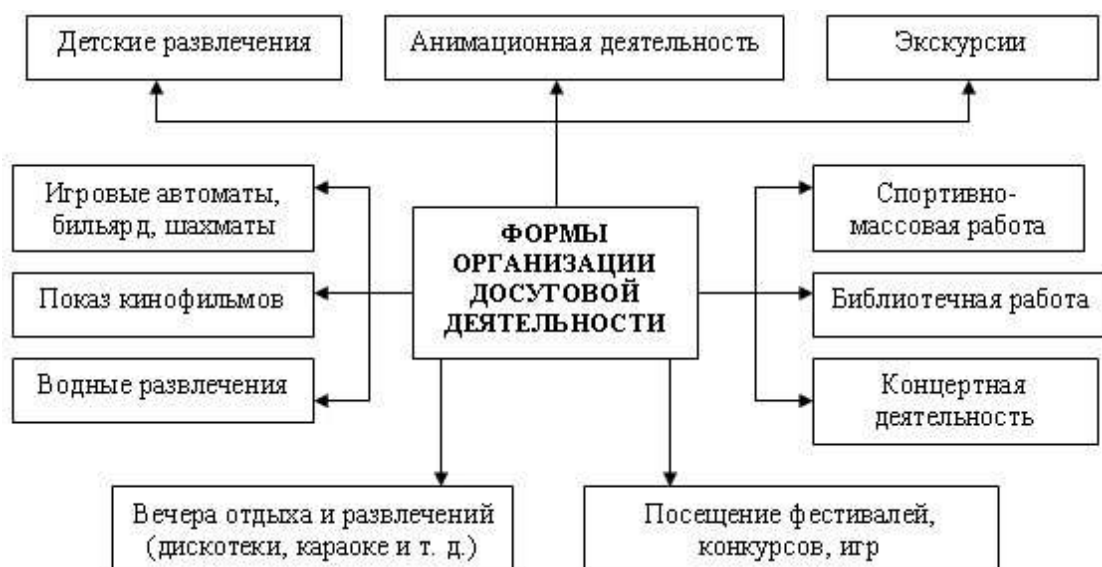 Детские развлечения
Анимационная деятельность
Экскурсии
Игровые автоматы,
бильярд, шахматы
Показ кинофильмов
Водные развлечения
ФОРМЫ
ОРГАНИЗАЦИИ
ДОСУГОВОЙ
ДЕЯТЕЛЬНОСТИ
Спортивно-
массовая работа
Библиотечная работа
Концертная
деятельность
Вечера отдыха и развлечений
(дискотеки, караоке и т. д.)
Посещение фестивалей,
конкурсов, игр